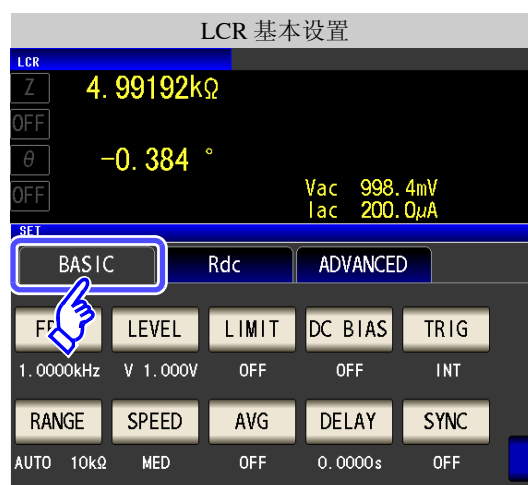 LCR 基本设置
LCR
Z 4.99192kΩ
OFF
θ -0.384 °
OFF
Vac 998.4mV
Iac 200.0μA
SET
BASIC Rdc ADVANCED
LEVEL LIMIT DC BIAS TRIG
1.0000kHz V 1.000V OFF OFF INT
RANGE SPEED AVG DELAY SYNC
AUTO 10kΩ MED OFF 0.0000s OFF